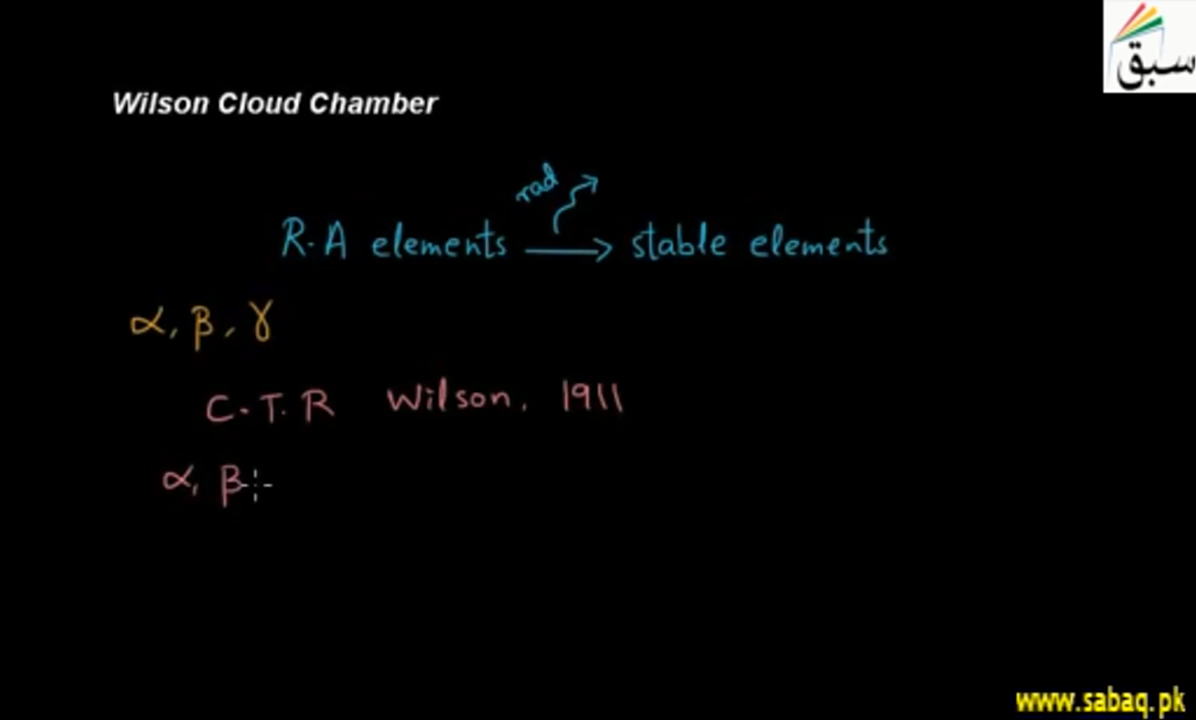 سبق
Wilson Cloud Chamber
rad
R.A elements → stable elements
α, β, γ
C.T.R Wilson, 1911
α, β
www.sabaq.pk